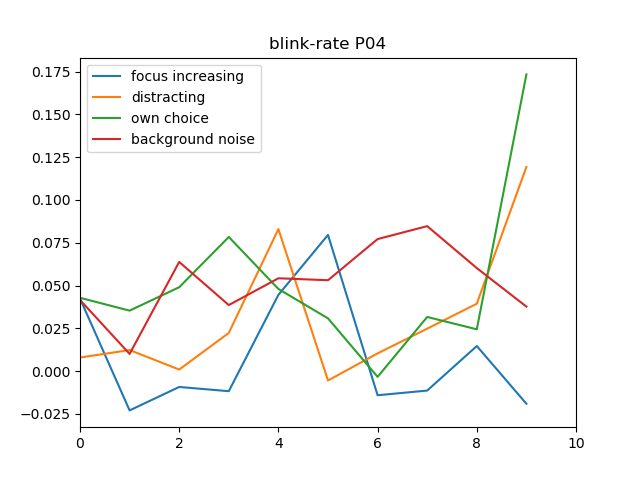 blink-rate P04
focus increasing
distracting
own choice
background noise
0.175
0.150
0.125
0.100
0.075
0.050
0.025
0.000
−0.025
0 2 4 6 8 10